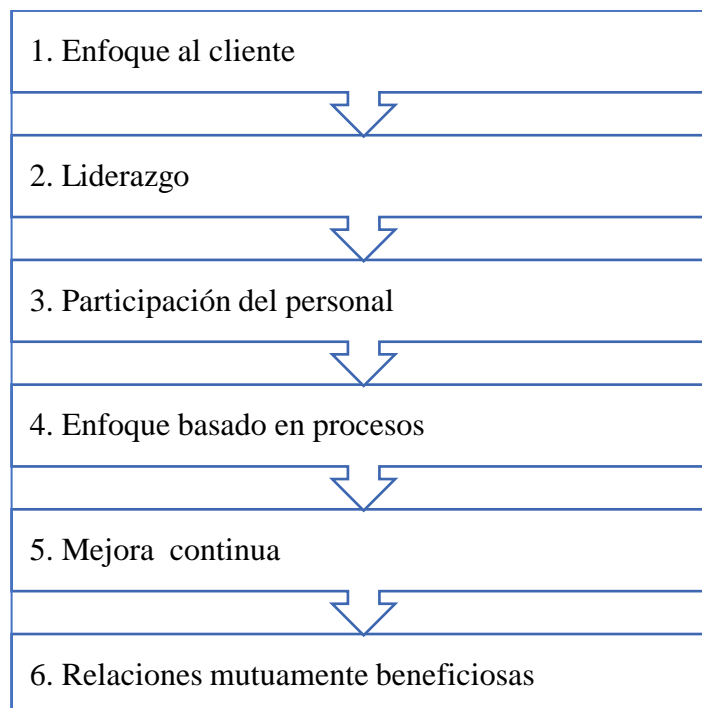 1. Enfoque al cliente
2. Liderazgo
3. Participación del personal
4. Enfoque basado en procesos
5. Mejora  continua
6. Relaciones mutuamente beneficiosas